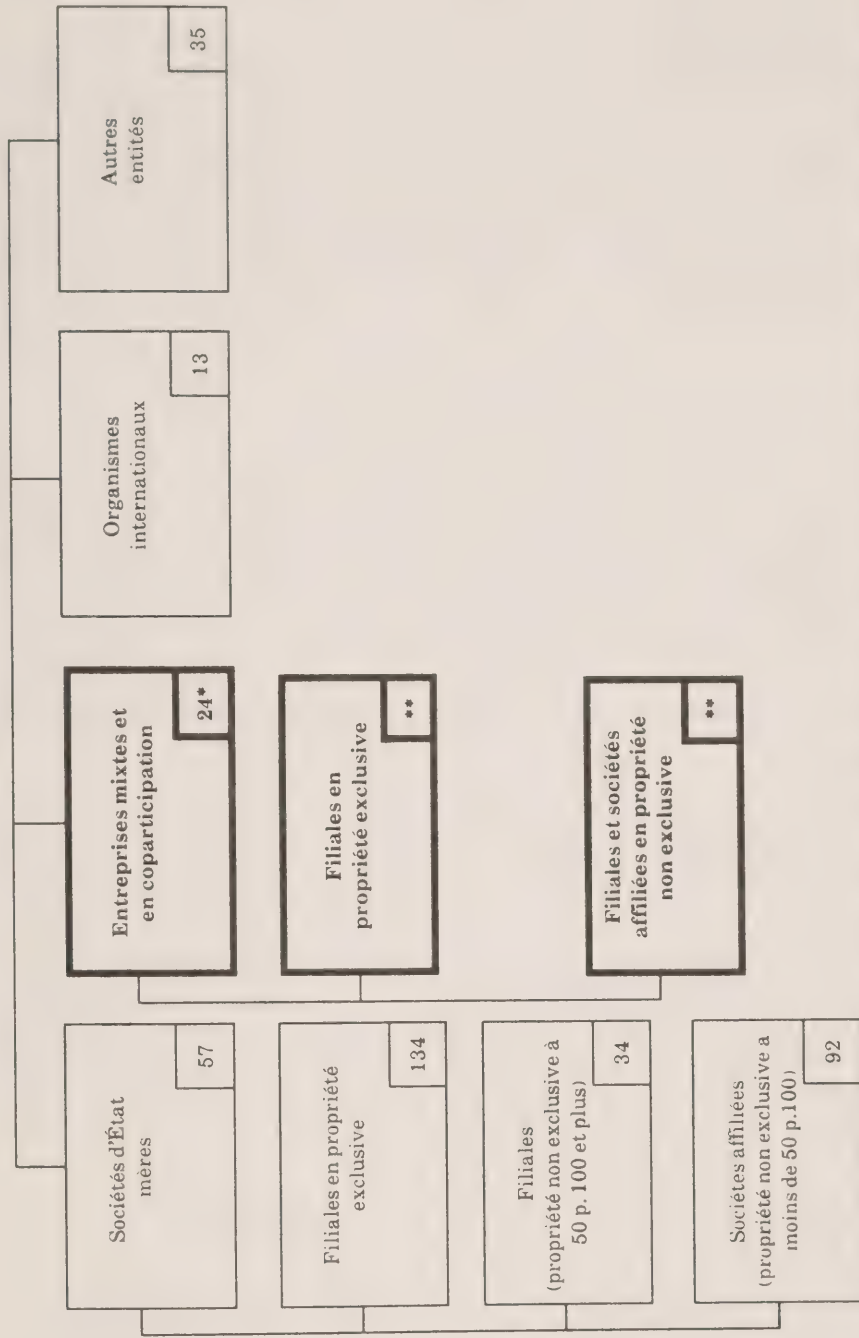 Sociétés d'État
mères
57
Filiales en propriété
exclusive
134
Filiales
(propriété non exclusive à
50 p. 100 et plus)
34
Sociétes affiliées
(propriété non exclusive a
moins de 50 p.100)
92
Entreprises mixtes et
en coparticipation
24*
Filiales en
propriété exclusive
**
Filiales et sociétés
affiliées en propriété
non exclusive
**
Organismes
internationaux
13
Autres
entités
35